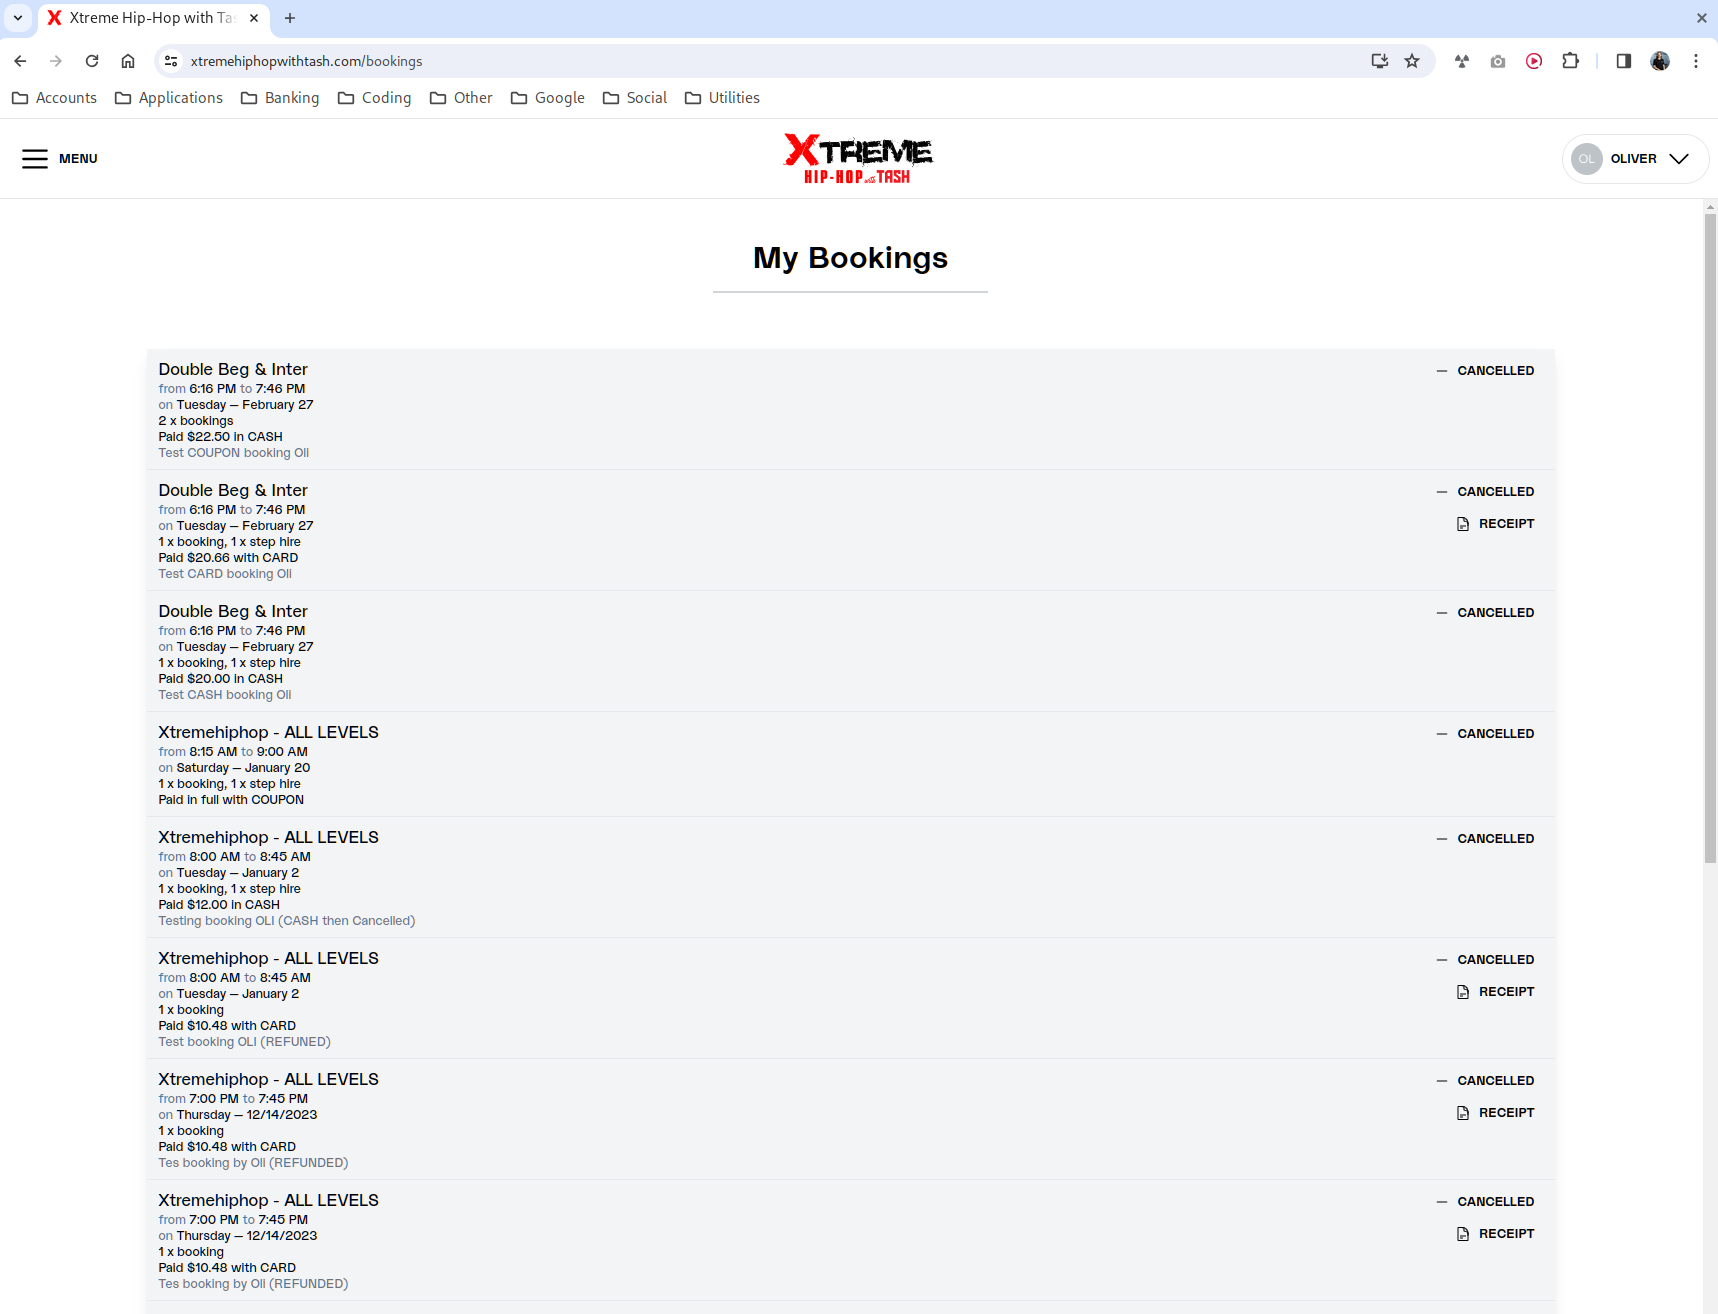 Xtreme Hip-Hop with Tas
xtremehiphopwithtash.com/bookings
Accounts Applications Banking Coding Other Google Social Utilities
MENU
XTREME
HIP-HOP with TASH
OL OLIVER
My Bookings
Double Beg & Inter
CANCELLED
from 6:16 PM to 7:46 PM
on Tuesday – February 27
2 x bookings
Paid $22.50 in CASH
Test COUPON booking Oli
Double Beg & Inter
CANCELLED
from 6:16 PM to 7:46 PM
on Tuesday – February 27
RECEIPT
1 x booking, 1 x step hire
Paid $20.66 with CARD
Test CARD booking Oli
Double Beg & Inter
CANCELLED
from 6:16 PM to 7:46 PM
on Tuesday – February 27
1 x booking, 1 x step hire
Paid $20.00 in CASH
Test CASH booking Oli
Xtremehiphop - ALL LEVELS
CANCELLED
from 8:15 AM to 9:00 AM
on Saturday – January 20
1 x booking, 1 x step hire
Paid in full with COUPON
Xtremehiphop - ALL LEVELS
CANCELLED
from 8:00 AM to 8:45 AM
on Tuesday – January 2
1 x booking, 1 x step hire
Paid $12.00 in CASH
Testing booking OLI (CASH then Cancelled)
Xtremehiphop - ALL LEVELS
CANCELLED
from 8:00 AM to 8:45 AM
on Tuesday – January 2
RECEIPT
1 x booking
Paid $10.48 with CARD
Test booking OLI (REFUNED)
Xtremehiphop - ALL LEVELS
CANCELLED
from 7:00 PM to 7:45 PM
on Thursday – 12/14/2023
RECEIPT
1 x booking
Paid $10.48 with CARD
Tes booking by Oli (REFUNDED)
Xtremehiphop - ALL LEVELS
CANCELLED
from 7:00 PM to 7:45 PM
on Thursday – 12/14/2023
RECEIPT
1 x booking
Paid $10.48 with CARD
Tes booking by Oli (REFUNDED)